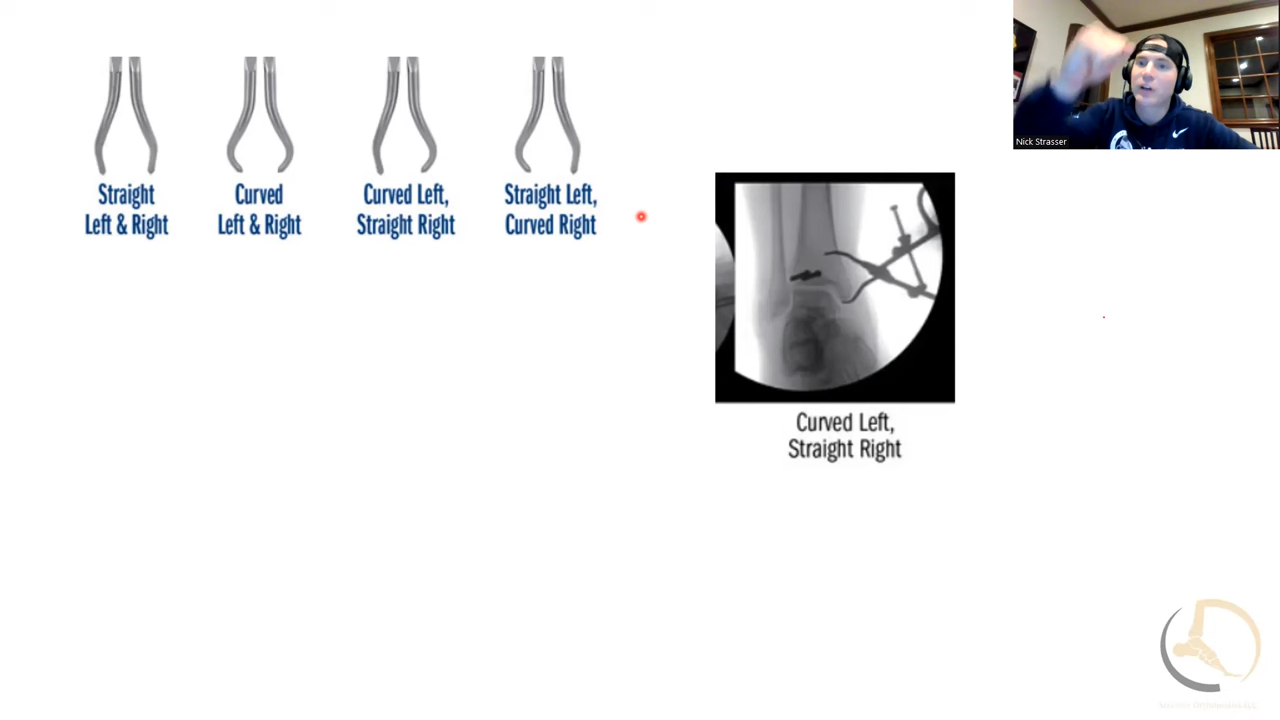 Straight
Left & Right
Curved
Left & Right
Curved Left,
Straight Right
Straight Left,
Curved Right
Nick Strasser
Curved Left,
Straight Right